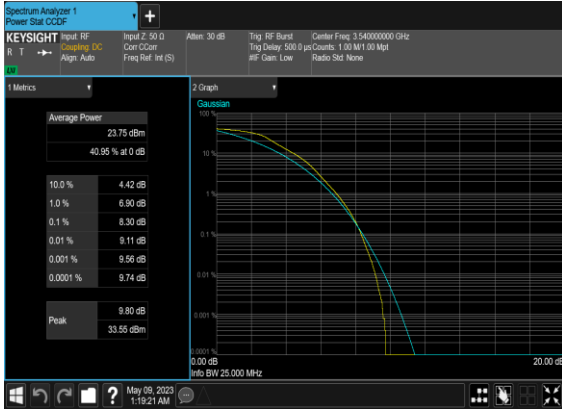 Spectrum Analyzer 1
Power Stat CCDF
KEYSIGHT
R T
LXI
Input: RF
Coupling: DC
Align: Auto
Input Z: 50 Ω
Corr CCorr
Freq Ref: Int (S)
Atten: 30 dB
Trig: RF Burst
Trig Delay: 500.0 µs
#IF Gain: Low
Center Freq: 3.540000000 GHz
Counts: 1.00 M/1.00 Mpt
Radio Std: None
1 Metrics
Average Power
23.75 dBm
40.95 % at 0 dB
10.0 % 4.42 dB
1.0 % 6.90 dB
0.1 % 8.30 dB
0.01 % 9.11 dB
0.001 % 9.56 dB
0.0001 % 9.74 dB
Peak
9.80 dB
33.55 dBm
2 Graph
Gaussian
100 %
10 %
1 %
0.1 %
0.01 %
0.001 %
0.0001 %
0.00 dB
20.00 dB
Info BW 25.000 MHz
?
May 09, 2023
1:19:21 AM